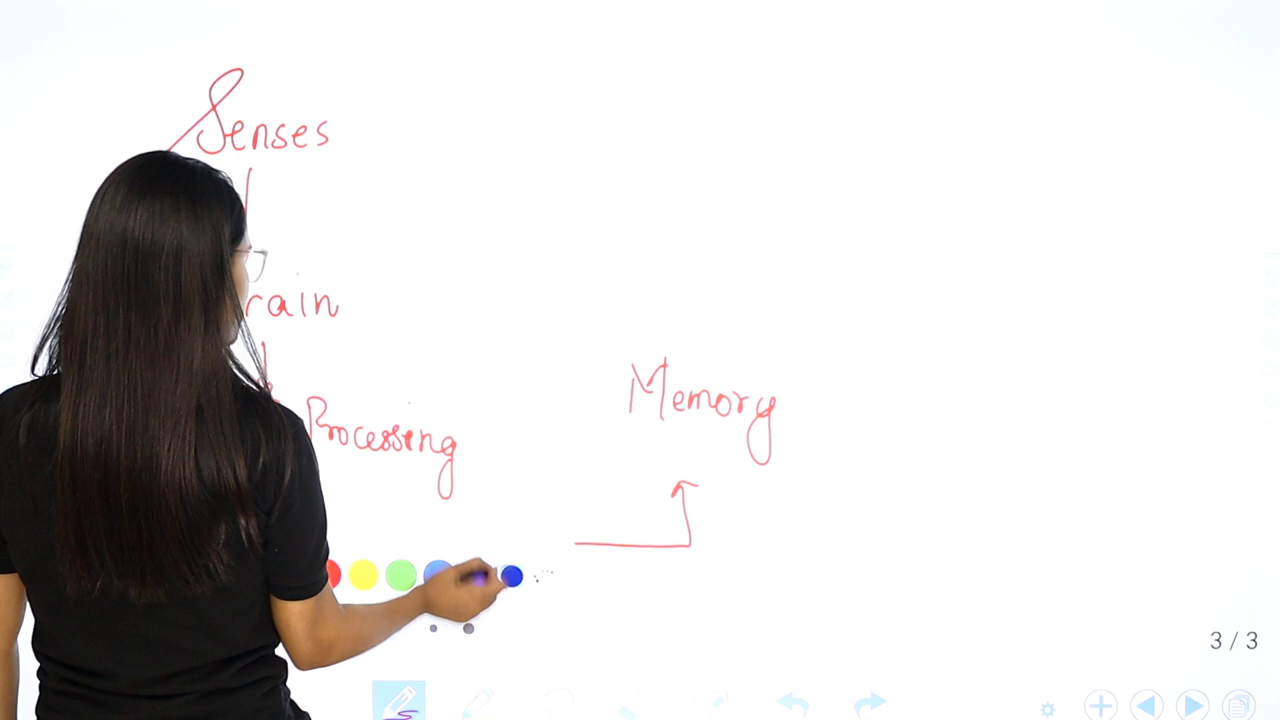 Senses
rain
Processing
Memory
3 / 3